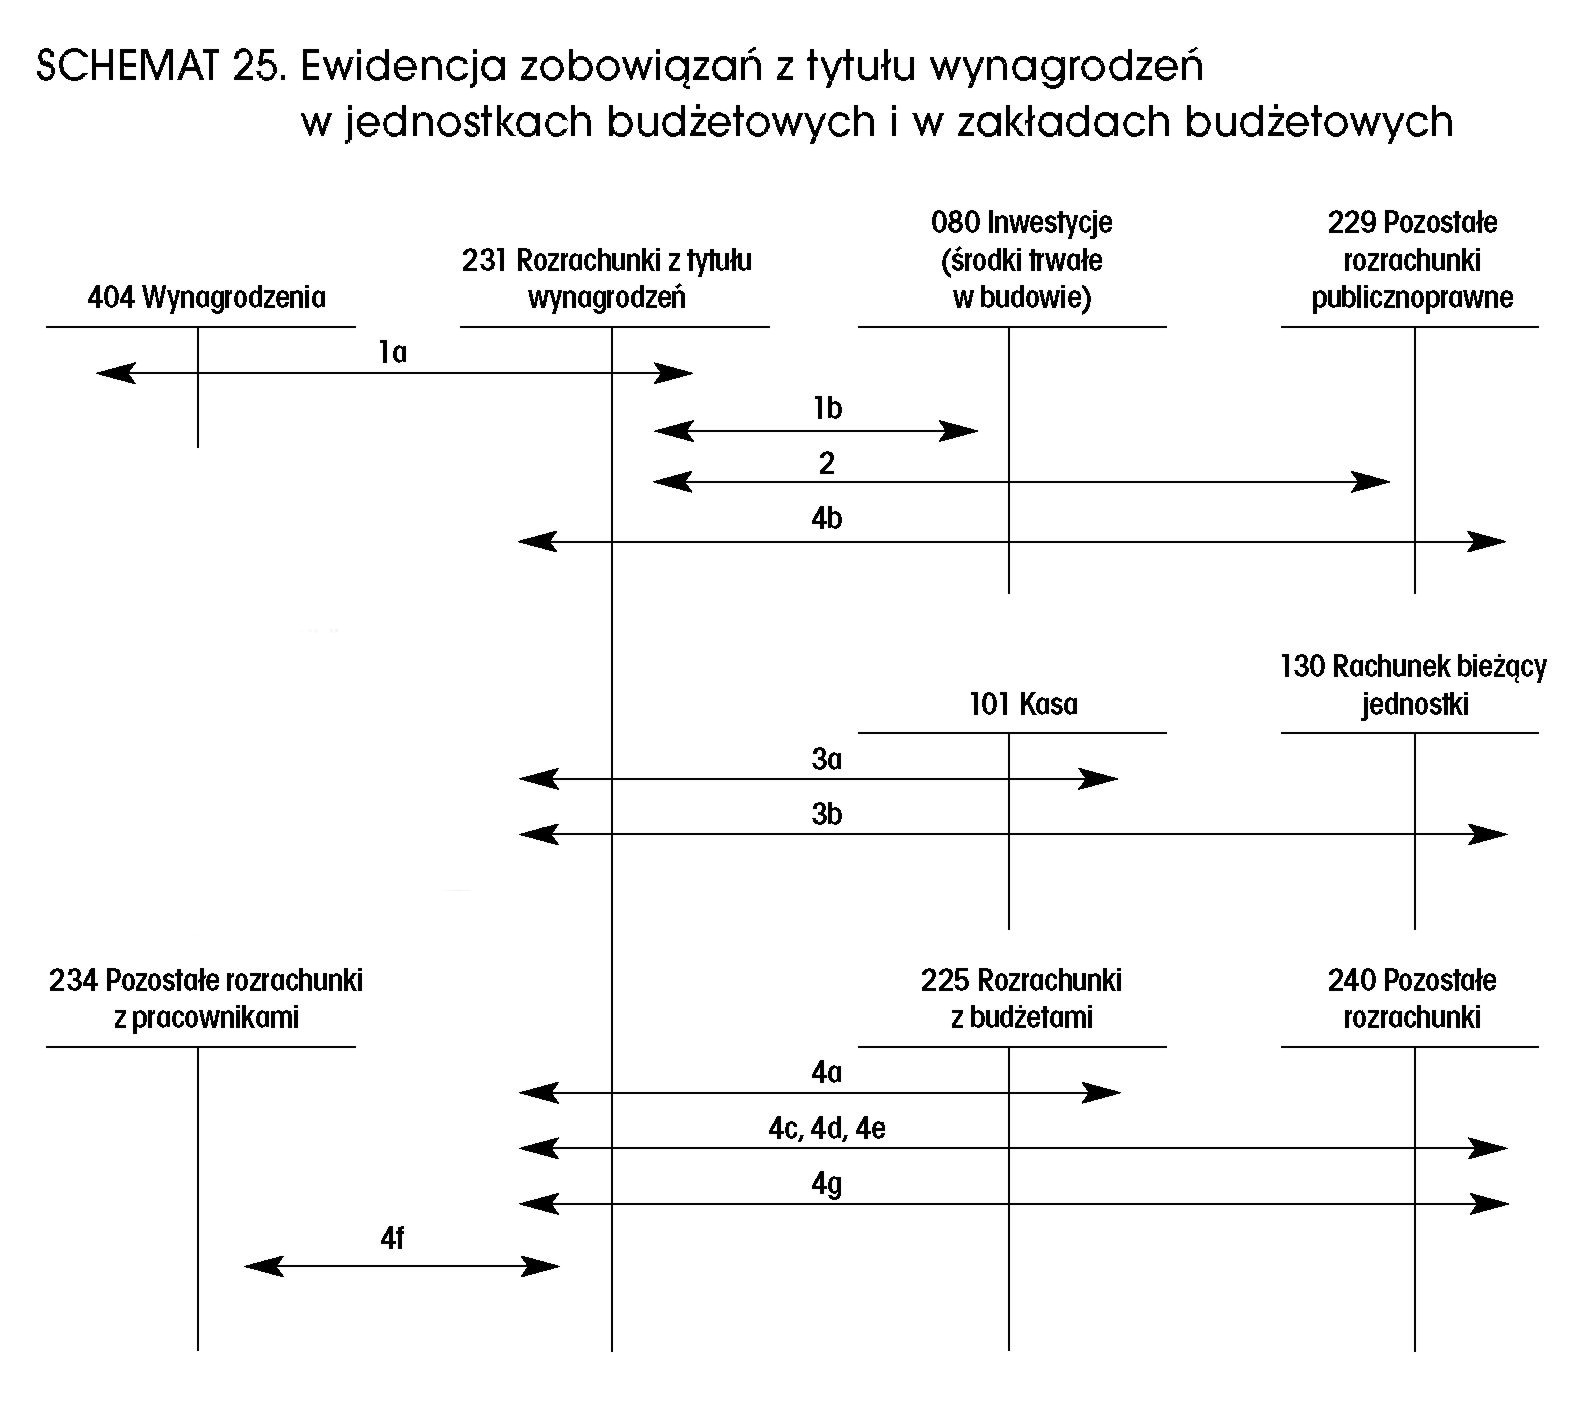 SCHEMAT 25. Ewidencja zobowiązań z tytułu wynagrodzeń
w jednostkach budżetowych i w zakładach budżetowych
404 Wynagrodzenia
231 Rozrachunki z tytułu
wynagrodzeń
080 Inwestycje
(środki trwałe
w budowie)
229 Pozostałe
rozrachunki
publicznoprawne
1a
1b
2
4b
101 Kasa
130 Rachunek bieżący
jednostki
3a
3b
234 Pozostałe rozrachunki
z pracownikami
225 Rozrachunki
z budżetami
240 Pozostałe
rozrachunki
4a
4c, 4d, 4e
4g
4f